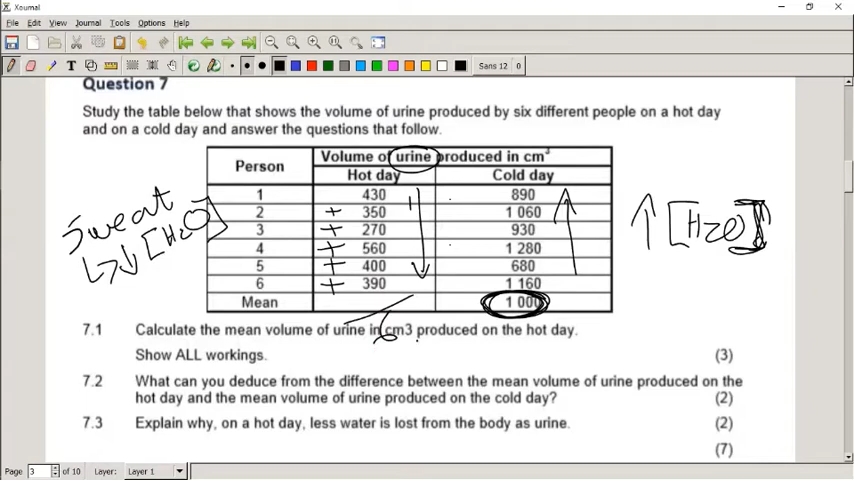 Xournal
File Edit View Journal Tools Options Help
Sans 12 0
Question 7
Study the table below that shows the volume of urine produced by six different people on a hot day
and on a cold day and answer the questions that follow.
Person Volume of urine produced in cm³
Hot day Cold day
1 430 890
2 + 350 1 060
3 + 270 930
4 + 560 1 280
5 + 400 680
6 + 390 1 160
Mean 1 000
6
Sweat
↳ ↓ [H2O]
↑ [H2O]
7.1 Calculate the mean volume of urine in cm3 produced on the hot day.
Show ALL workings. (3)
7.2 What can you deduce from the difference between the mean volume of urine produced on the
hot day and the mean volume of urine produced on the cold day? (2)
7.3 Explain why, on a hot day, less water is lost from the body as urine. (2)
(7)
Page 3 of 10 Layer: Layer 1